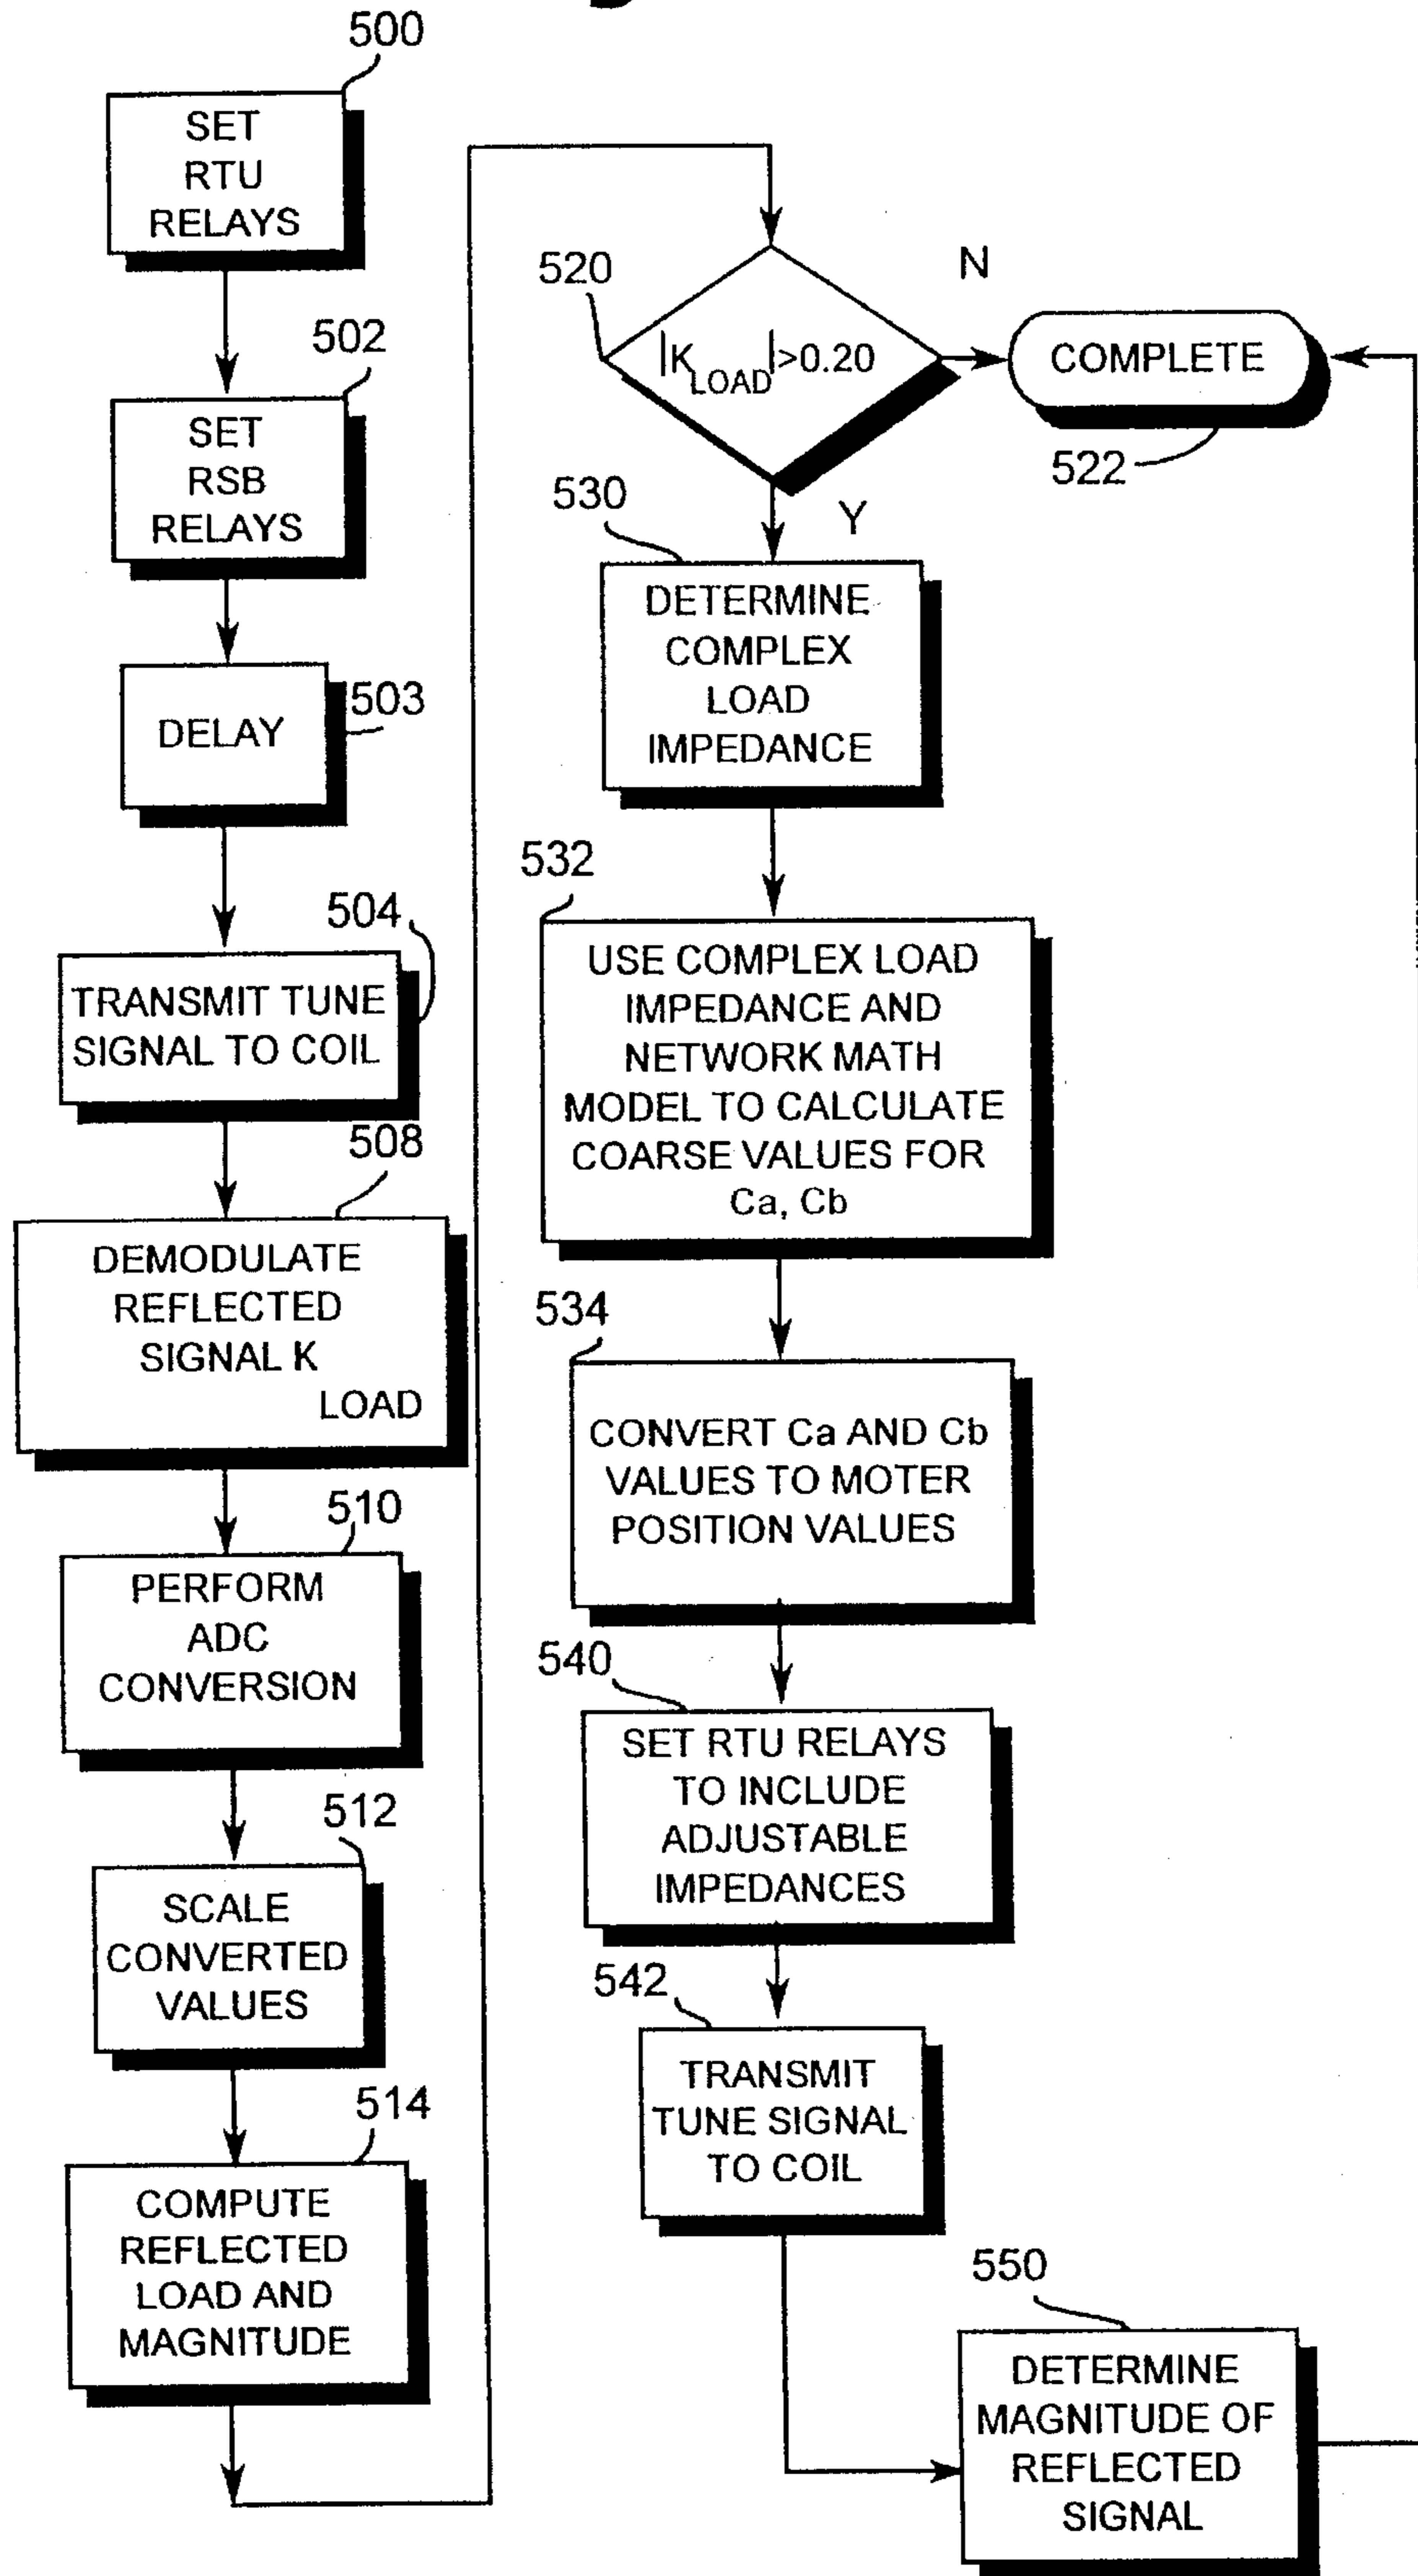 500
SET
RTU
RELAYS
502
SET
RSB
RELAYS
503
DELAY
504
TRANSMIT TUNE
SIGNAL TO COIL
508
DEMODULATE
REFLECTED
SIGNAL K
LOAD
510
PERFORM
ADC
CONVERSION
512
SCALE
CONVERTED
VALUES
514
COMPUTE
REFLECTED
LOAD AND
MAGNITUDE
520
|K LOAD|>0.20
N
COMPLETE
522
Y
530
DETERMINE
COMPLEX
LOAD
IMPEDANCE
532
USE COMPLEX LOAD
IMPEDANCE AND
NETWORK MATH
MODEL TO CALCULATE
COARSE VALUES FOR
Ca, Cb
534
CONVERT Ca AND Cb
VALUES TO MOTER
POSITION VALUES
540
SET RTU RELAYS
TO INCLUDE
ADJUSTABLE
IMPEDANCES
542
TRANSMIT
TUNE SIGNAL
TO COIL
550
DETERMINE
MAGNITUDE OF
REFLECTED
SIGNAL